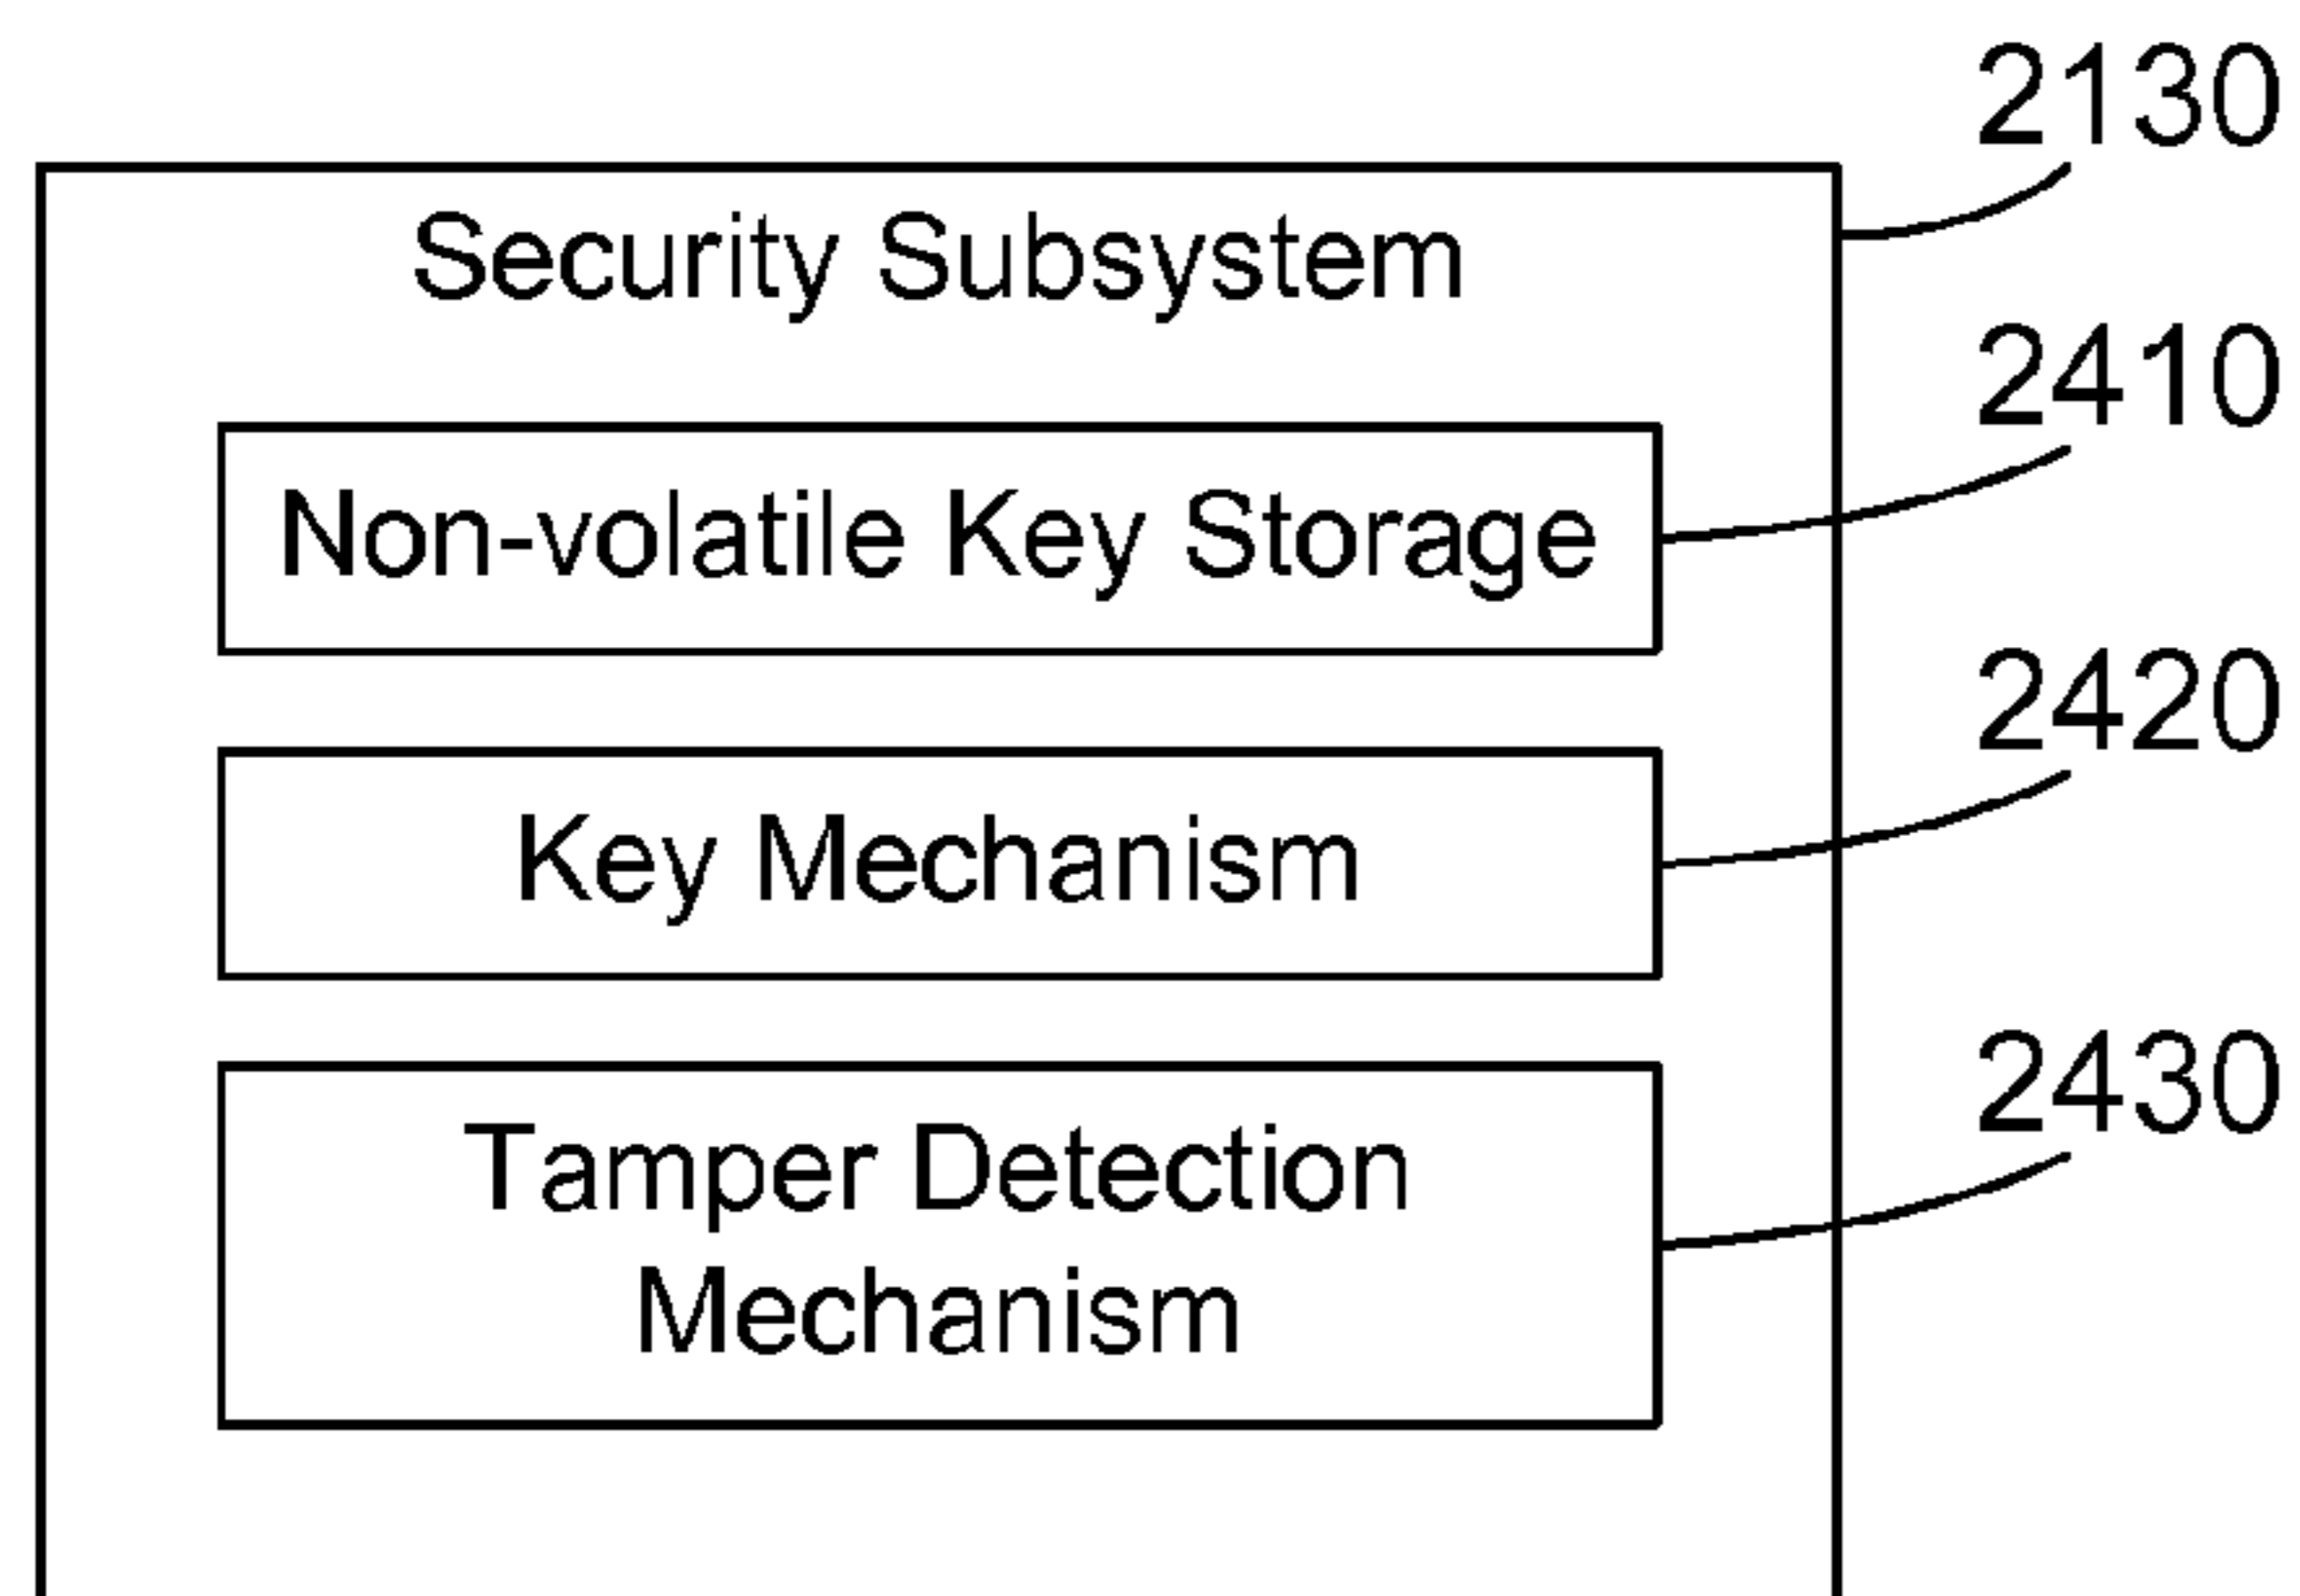 2130
Security Subsystem
2410
Non-volatile Key Storage
2420
Key Mechanism
2430
Tamper Detection
Mechanism